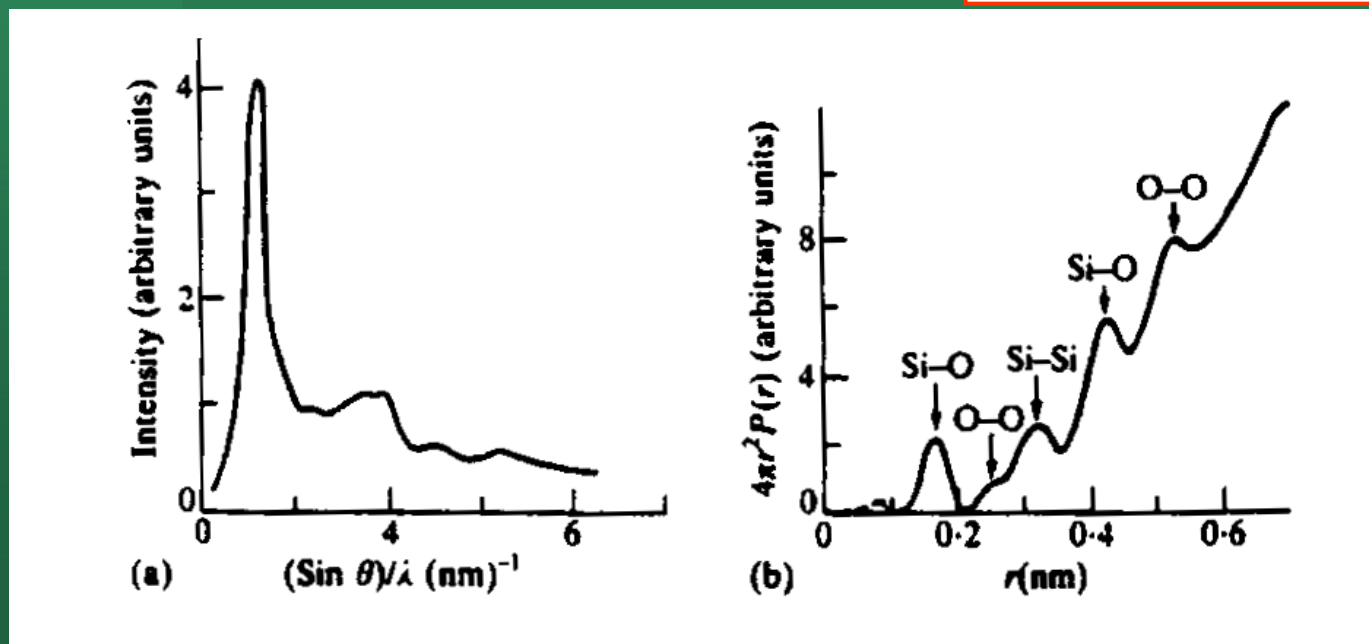 Intensity (arbitrary units)
4
2
0
0
4
6
(a)
(Sin θ)/λ (nm)⁻¹
4πr²P(r) (arbitrary units)
8
4
0
0
0·2
0·4
0·6
Si–O
O–O
Si–Si
Si–O
O–O
(b)
r(nm)